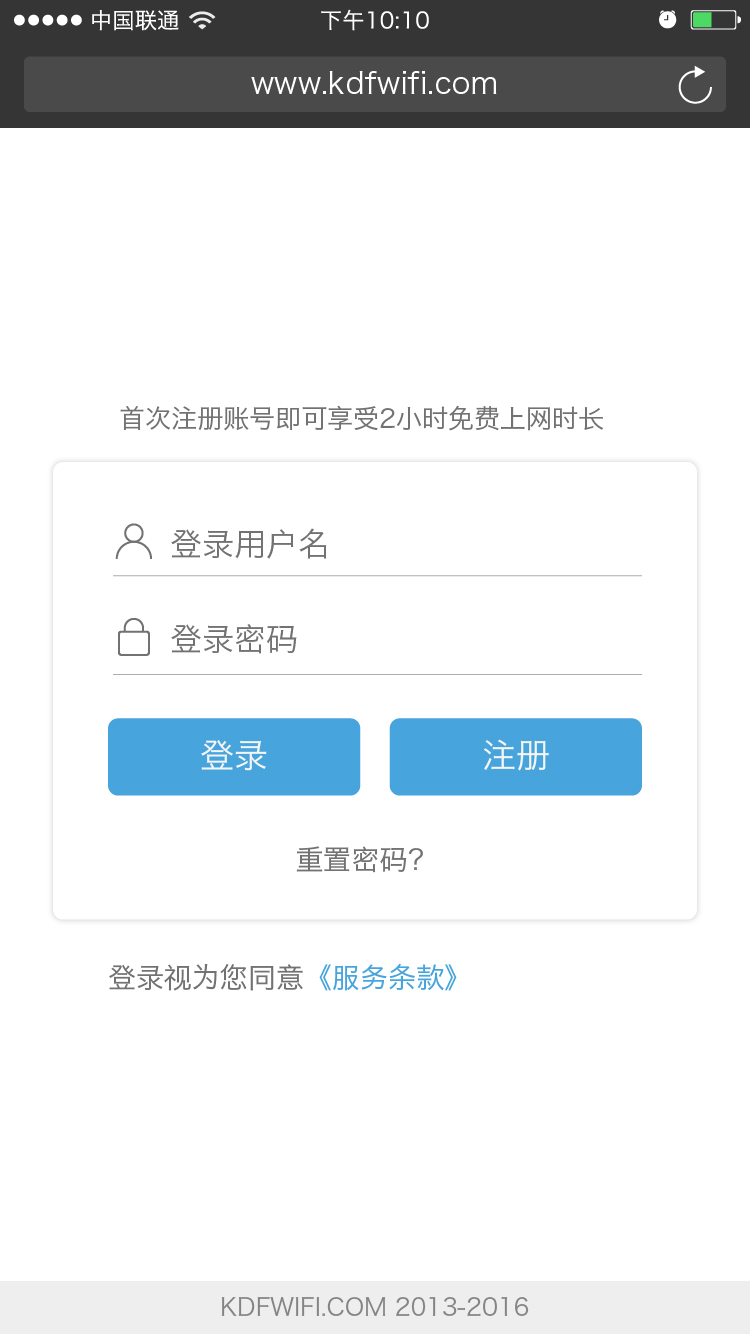 中国联通
下午10:10
www.kdfwifi.com
首次注册账号即可享受2小时免费上网时长
登录用户名
登录密码
登录
注册
重置密码?
登录视为您同意《服务条款》
KDFWIFI.COM 2013-2016